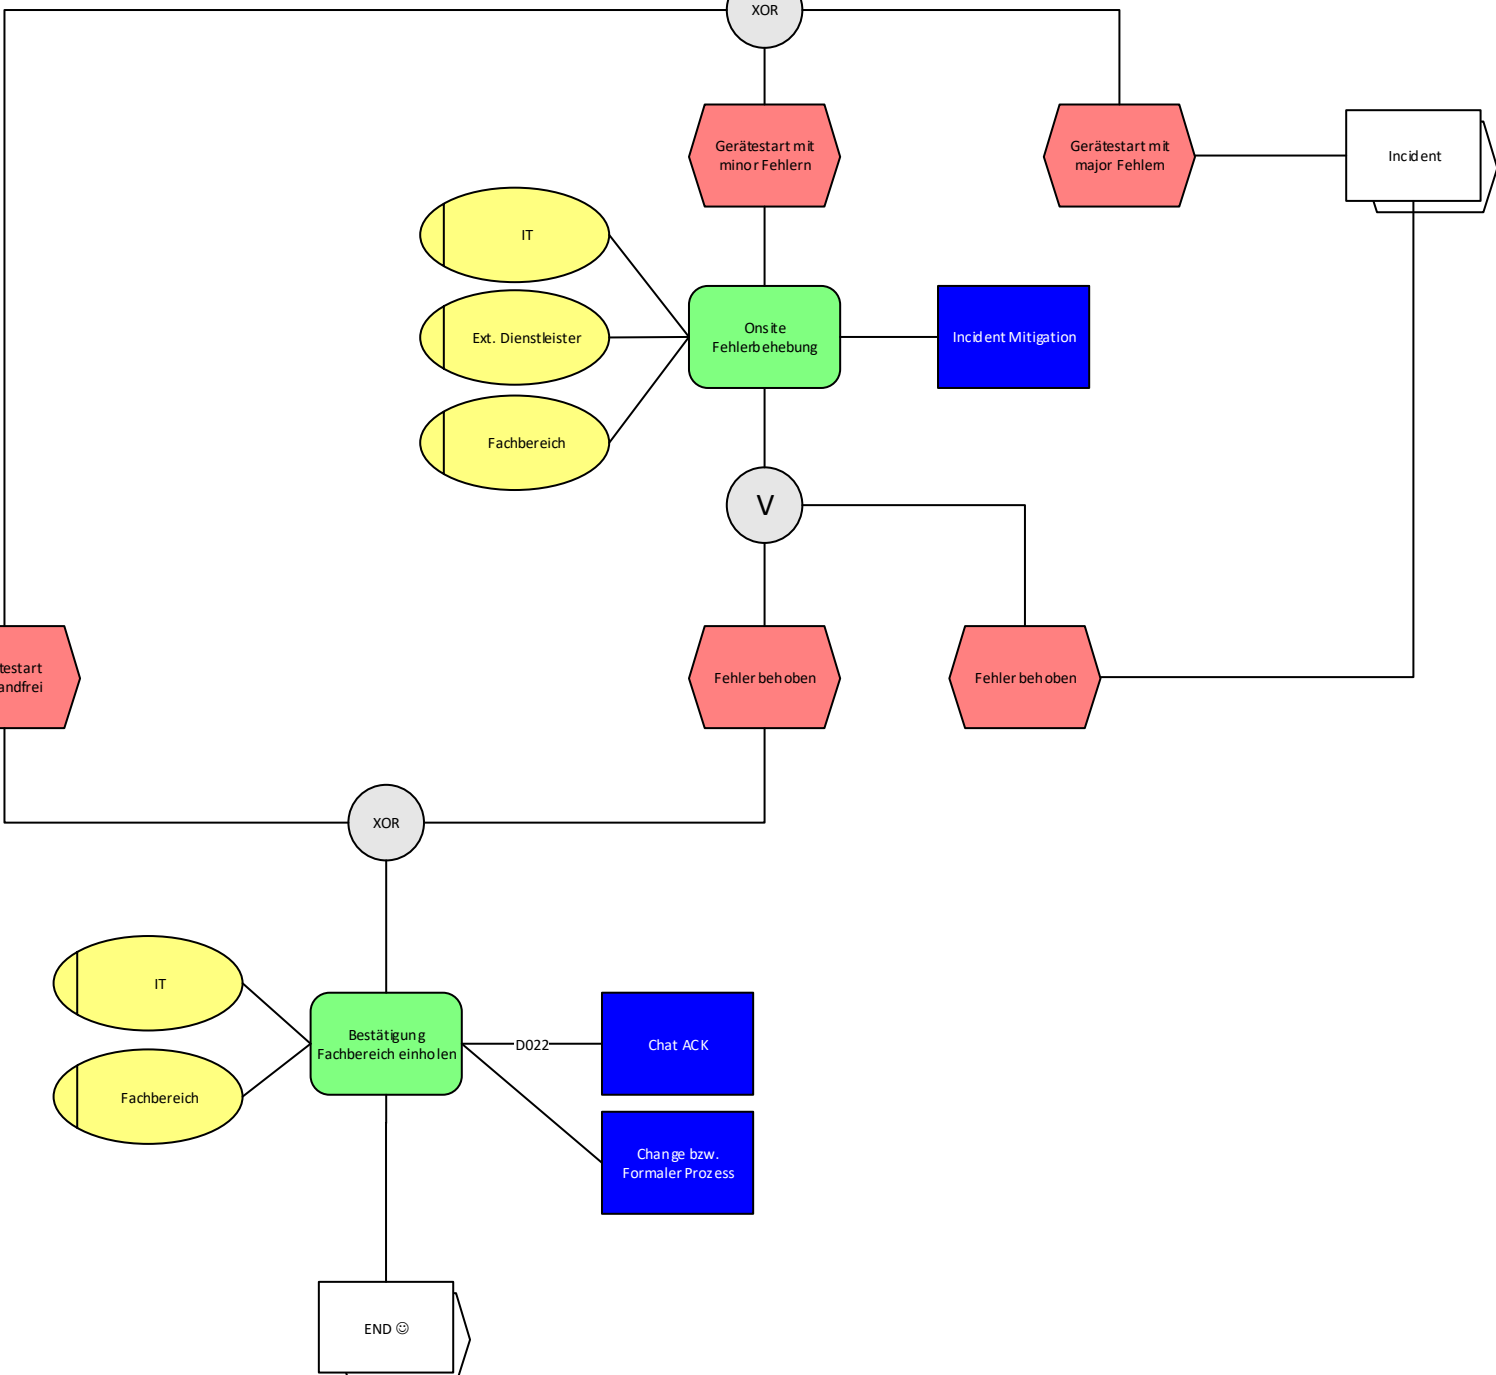 XOR
Gerätestart mit
minor Fehlern
Gerätestart mit
major Fehlern
Incident
IT
Ext. Dienstleister
Fachbereich
Onsite
Fehlerbehebung
Incident Mitigation
V
testart
andfrei
Fehler behoben
Fehler behoben
XOR
IT
Fachbereich
Bestätigung
Fachbereich einholen
D022
Chat ACK
Change bzw.
Formaler Prozess
END ☺